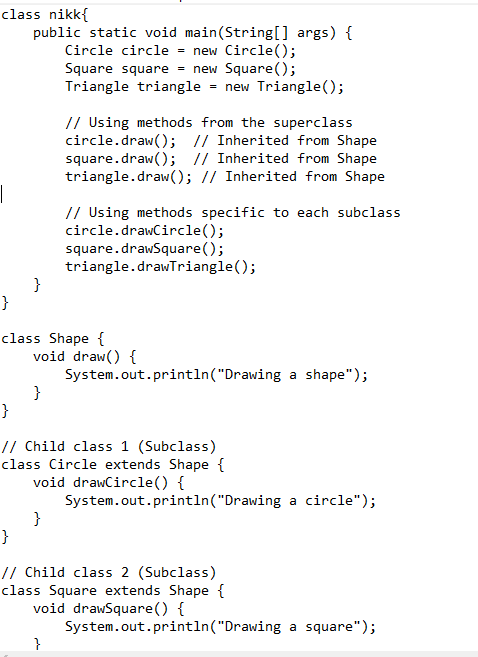 class nikk{
    public static void main(String[] args) {
        Circle circle = new Circle();
        Square square = new Square();
        Triangle triangle = new Triangle();

        // Using methods from the superclass
        circle.draw();  // Inherited from Shape
        square.draw();  // Inherited from Shape
        triangle.draw(); // Inherited from Shape

        // Using methods specific to each subclass
        circle.drawCircle();
        square.drawSquare();
        triangle.drawTriangle();
    }
}

class Shape {
    void draw() {
        System.out.println("Drawing a shape");
    }
}

// Child class 1 (Subclass)
class Circle extends Shape {
    void drawCircle() {
        System.out.println("Drawing a circle");
    }
}

// Child class 2 (Subclass)
class Square extends Shape {
    void drawSquare() {
        System.out.println("Drawing a square");
    }